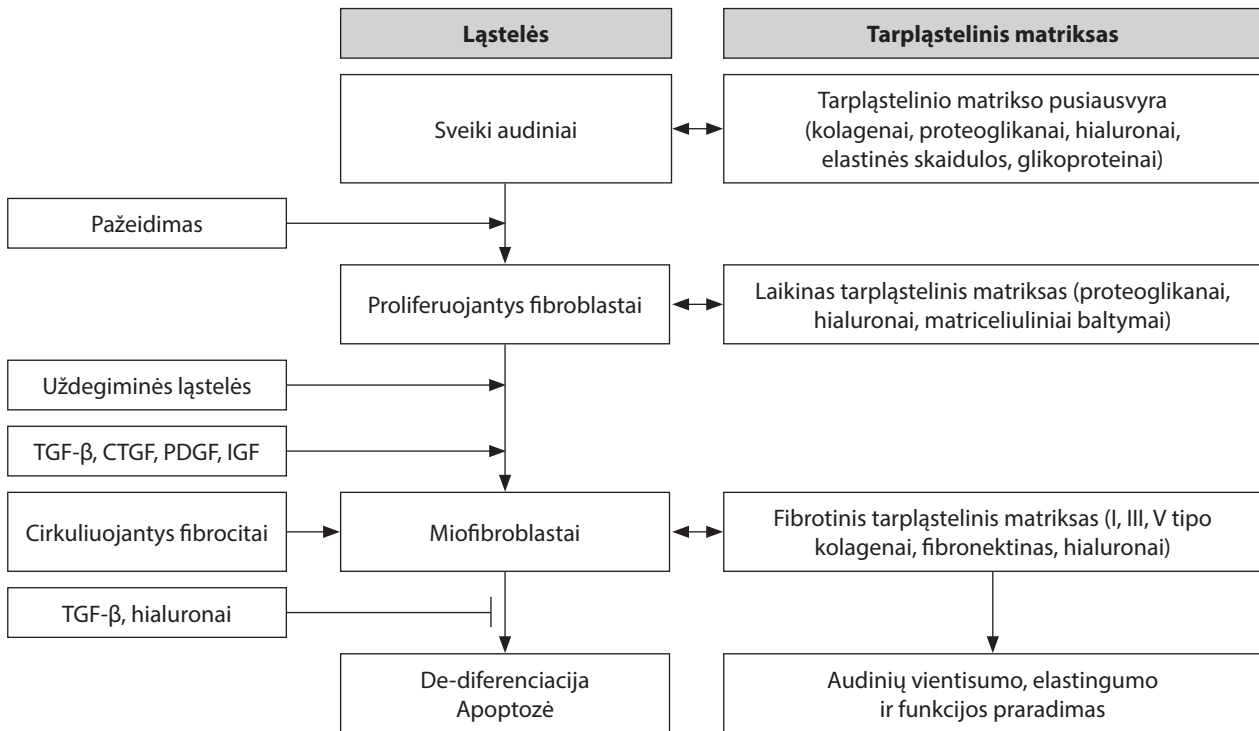 Ląstelės
Tarpląstelinis matriksas
Sveiki audiniai
Tarpląstelinio matrikso pusiausvyra
(kolagenai, proteoglikanai, hialuronai,
elastinės skaidulos, glikoproteinai)
Pažeidimas
Proliferuojantys fibroblastai
Laikinas tarpląstelinis matriksas (proteoglikanai,
hialuronai, matriceliuliniai baltymai)
Uždegiminės ląstelės
TGF-β, CTGF, PDGF, IGF
Cirkuliuojantys fibrocitai
Miofibroblastai
Fibrotinis tarpląstelinis matriksas (I, III, V tipo
kolagenai, fibronektinas, hialuronai)
TGF-β, hialuronai
De-diferenciacija
Apoptozė
Audinių vientisumo, elastingumo
ir funkcijos praradimas